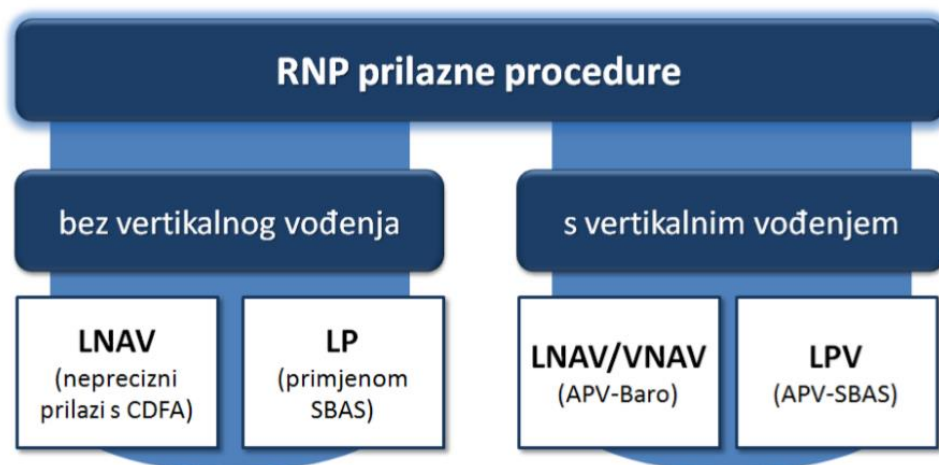 RNP prilazne procedure
bez vertikalnog vođenja
s vertikalnim vođenjem
LNAV
(neprecizni
prilazi s CDFA)
LP
(primjenom
SBAS)
LNAV/VNAV
(APV-Baro)
LPV
(APV-SBAS)